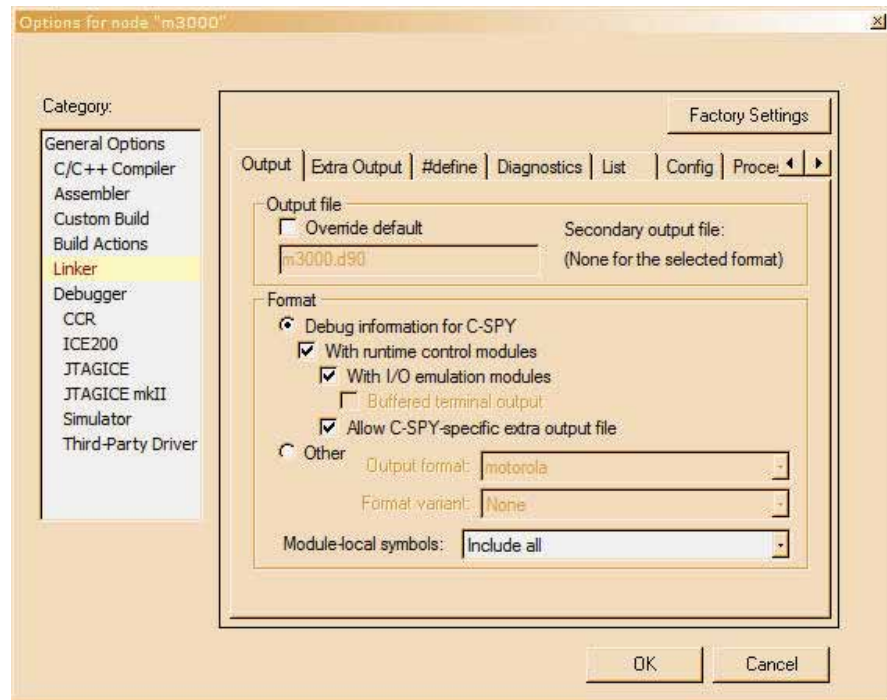 Options for node "m3000"
Category:
General Options
C/C++ Compiler
Assembler
Custom Build
Build Actions
Linker
Debugger
CCR
ICE200
JTAGICE
JTAGICE mkII
Simulator
Third-Party Driver
Factory Settings
Output
Extra Output
#define
Diagnostics
List
Config
Output file
Override default
m3000.d90
Secondary output file:
(None for the selected format)
Format
Debug information for C-SPY
With runtime control modules
With I/O emulation modules
Buffered terminal output
Allow C-SPY-specific extra output file
Other
Output format: motorola
Format variant: None
Module-local symbols: Include all
OK
Cancel